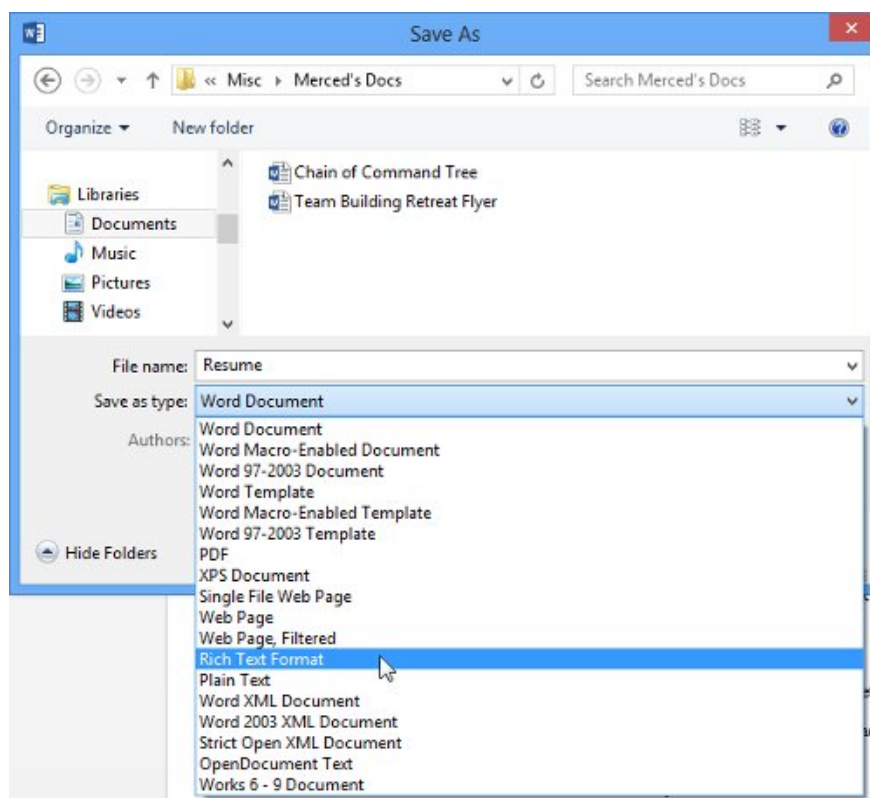 Save As
« Misc ▸ Merced's Docs
Search Merced's Docs
Organize
New folder
Libraries
Documents
Music
Pictures
Videos
Chain of Command Tree
Team Building Retreat Flyer
File name: Resume
Save as type: Word Document
Authors:
Word Document
Word Macro-Enabled Document
Word 97-2003 Document
Word Template
Word Macro-Enabled Template
Word 97-2003 Template
PDF
XPS Document
Single File Web Page
Web Page
Web Page, Filtered
Rich Text Format
Plain Text
Word XML Document
Word 2003 XML Document
Strict Open XML Document
OpenDocument Text
Works 6 - 9 Document
Hide Folders